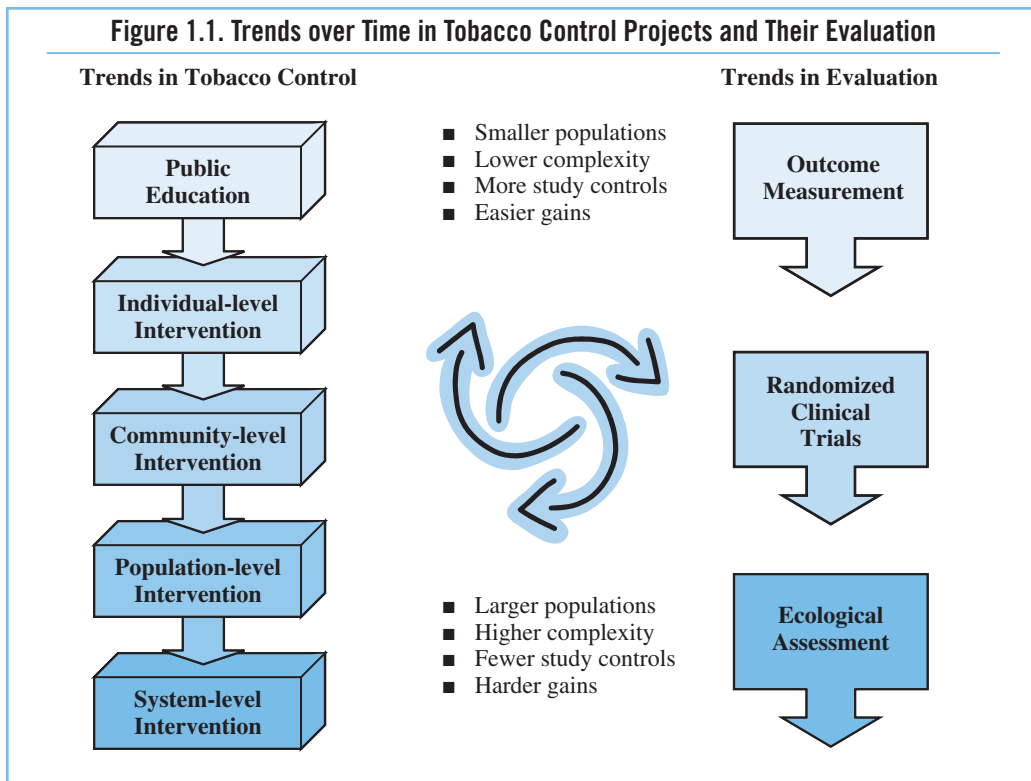 Figure 1.1. Trends over Time in Tobacco Control Projects and Their Evaluation
Trends in Tobacco Control
Public
Education
Individual-level
Intervention
Community-level
Intervention
Population-level
Intervention
System-level
Intervention
■ Smaller populations
■ Lower complexity
■ More study controls
■ Easier gains
■ Larger populations
■ Higher complexity
■ Fewer study controls
■ Harder gains
Trends in Evaluation
Outcome
Measurement
Randomized
Clinical
Trials
Ecological
Assessment